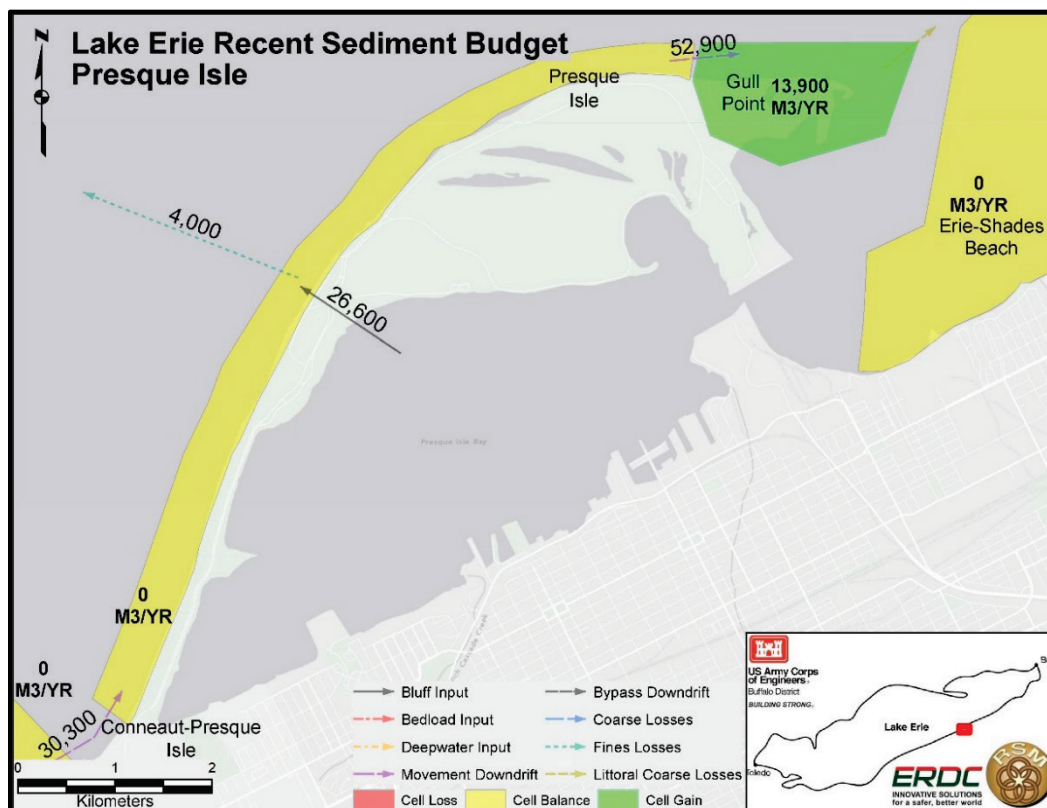 N
Lake Erie Recent Sediment Budget
Presque Isle
52,900
Presque
Isle
Gull
Point
13,900
M3/YR
0
M3/YR
Erie-Shades
Beach
4,000
26,600
Presque Isle Bay
Cascade Creek
0
M3/YR
0
M3/YR
30,300
Conneaut-Presque
Isle
0 1 2
Kilometers
Bluff Input
Bypass Downdrift
Bedload Input
Coarse Losses
Deepwater Input
Fines Losses
Movement Downdrift
Littoral Coarse Losses
Cell Loss
Cell Balance
Cell Gain
US Army Corps
of Engineers®
Buffalo District
BUILDING STRONG®
Lake Erie
Toledo
B
ERDC
INNOVATIVE SOLUTIONS
for a safer, better world
RSM